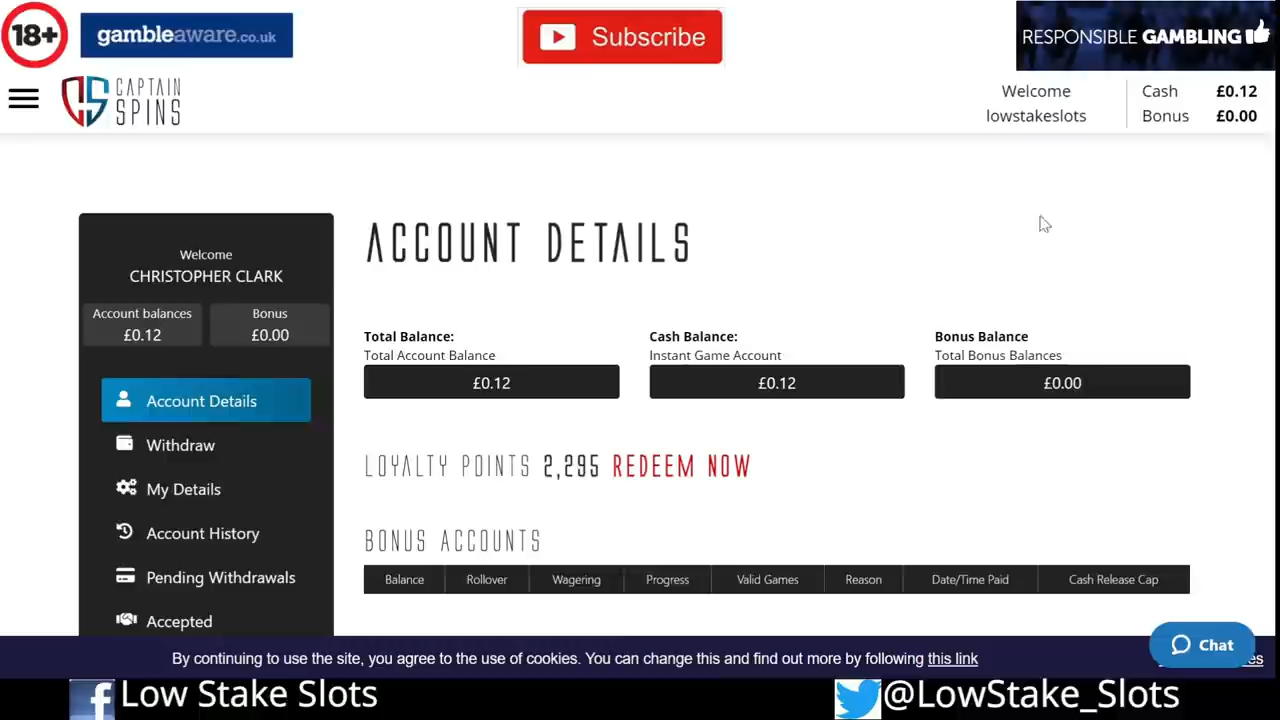 18+
gambleaware.co.uk
Subscribe
RESPONSIBLE GAMBLING
CAPTAIN
SPINS
Welcome
lowstakeslots
Cash £0.12
Bonus £0.00
Welcome
CHRISTOPHER CLARK
Account balances
£0.12
Bonus
£0.00
Account Details
Withdraw
My Details
Account History
Pending Withdrawals
Accepted
ACCOUNT DETAILS
Total Balance:
Total Account Balance
£0.12
Cash Balance:
Instant Game Account
£0.12
Bonus Balance
Total Bonus Balances
£0.00
LOYALTY POINTS 2,295 REDEEM NOW
BONUS ACCOUNTS
Balance Rollover Wagering Progress Valid Games Reason Date/Time Paid Cash Release Cap
Chat
By continuing to use the site, you agree to the use of cookies. You can change this and find out more by following this link
Low Stake Slots
@LowStake_Slots